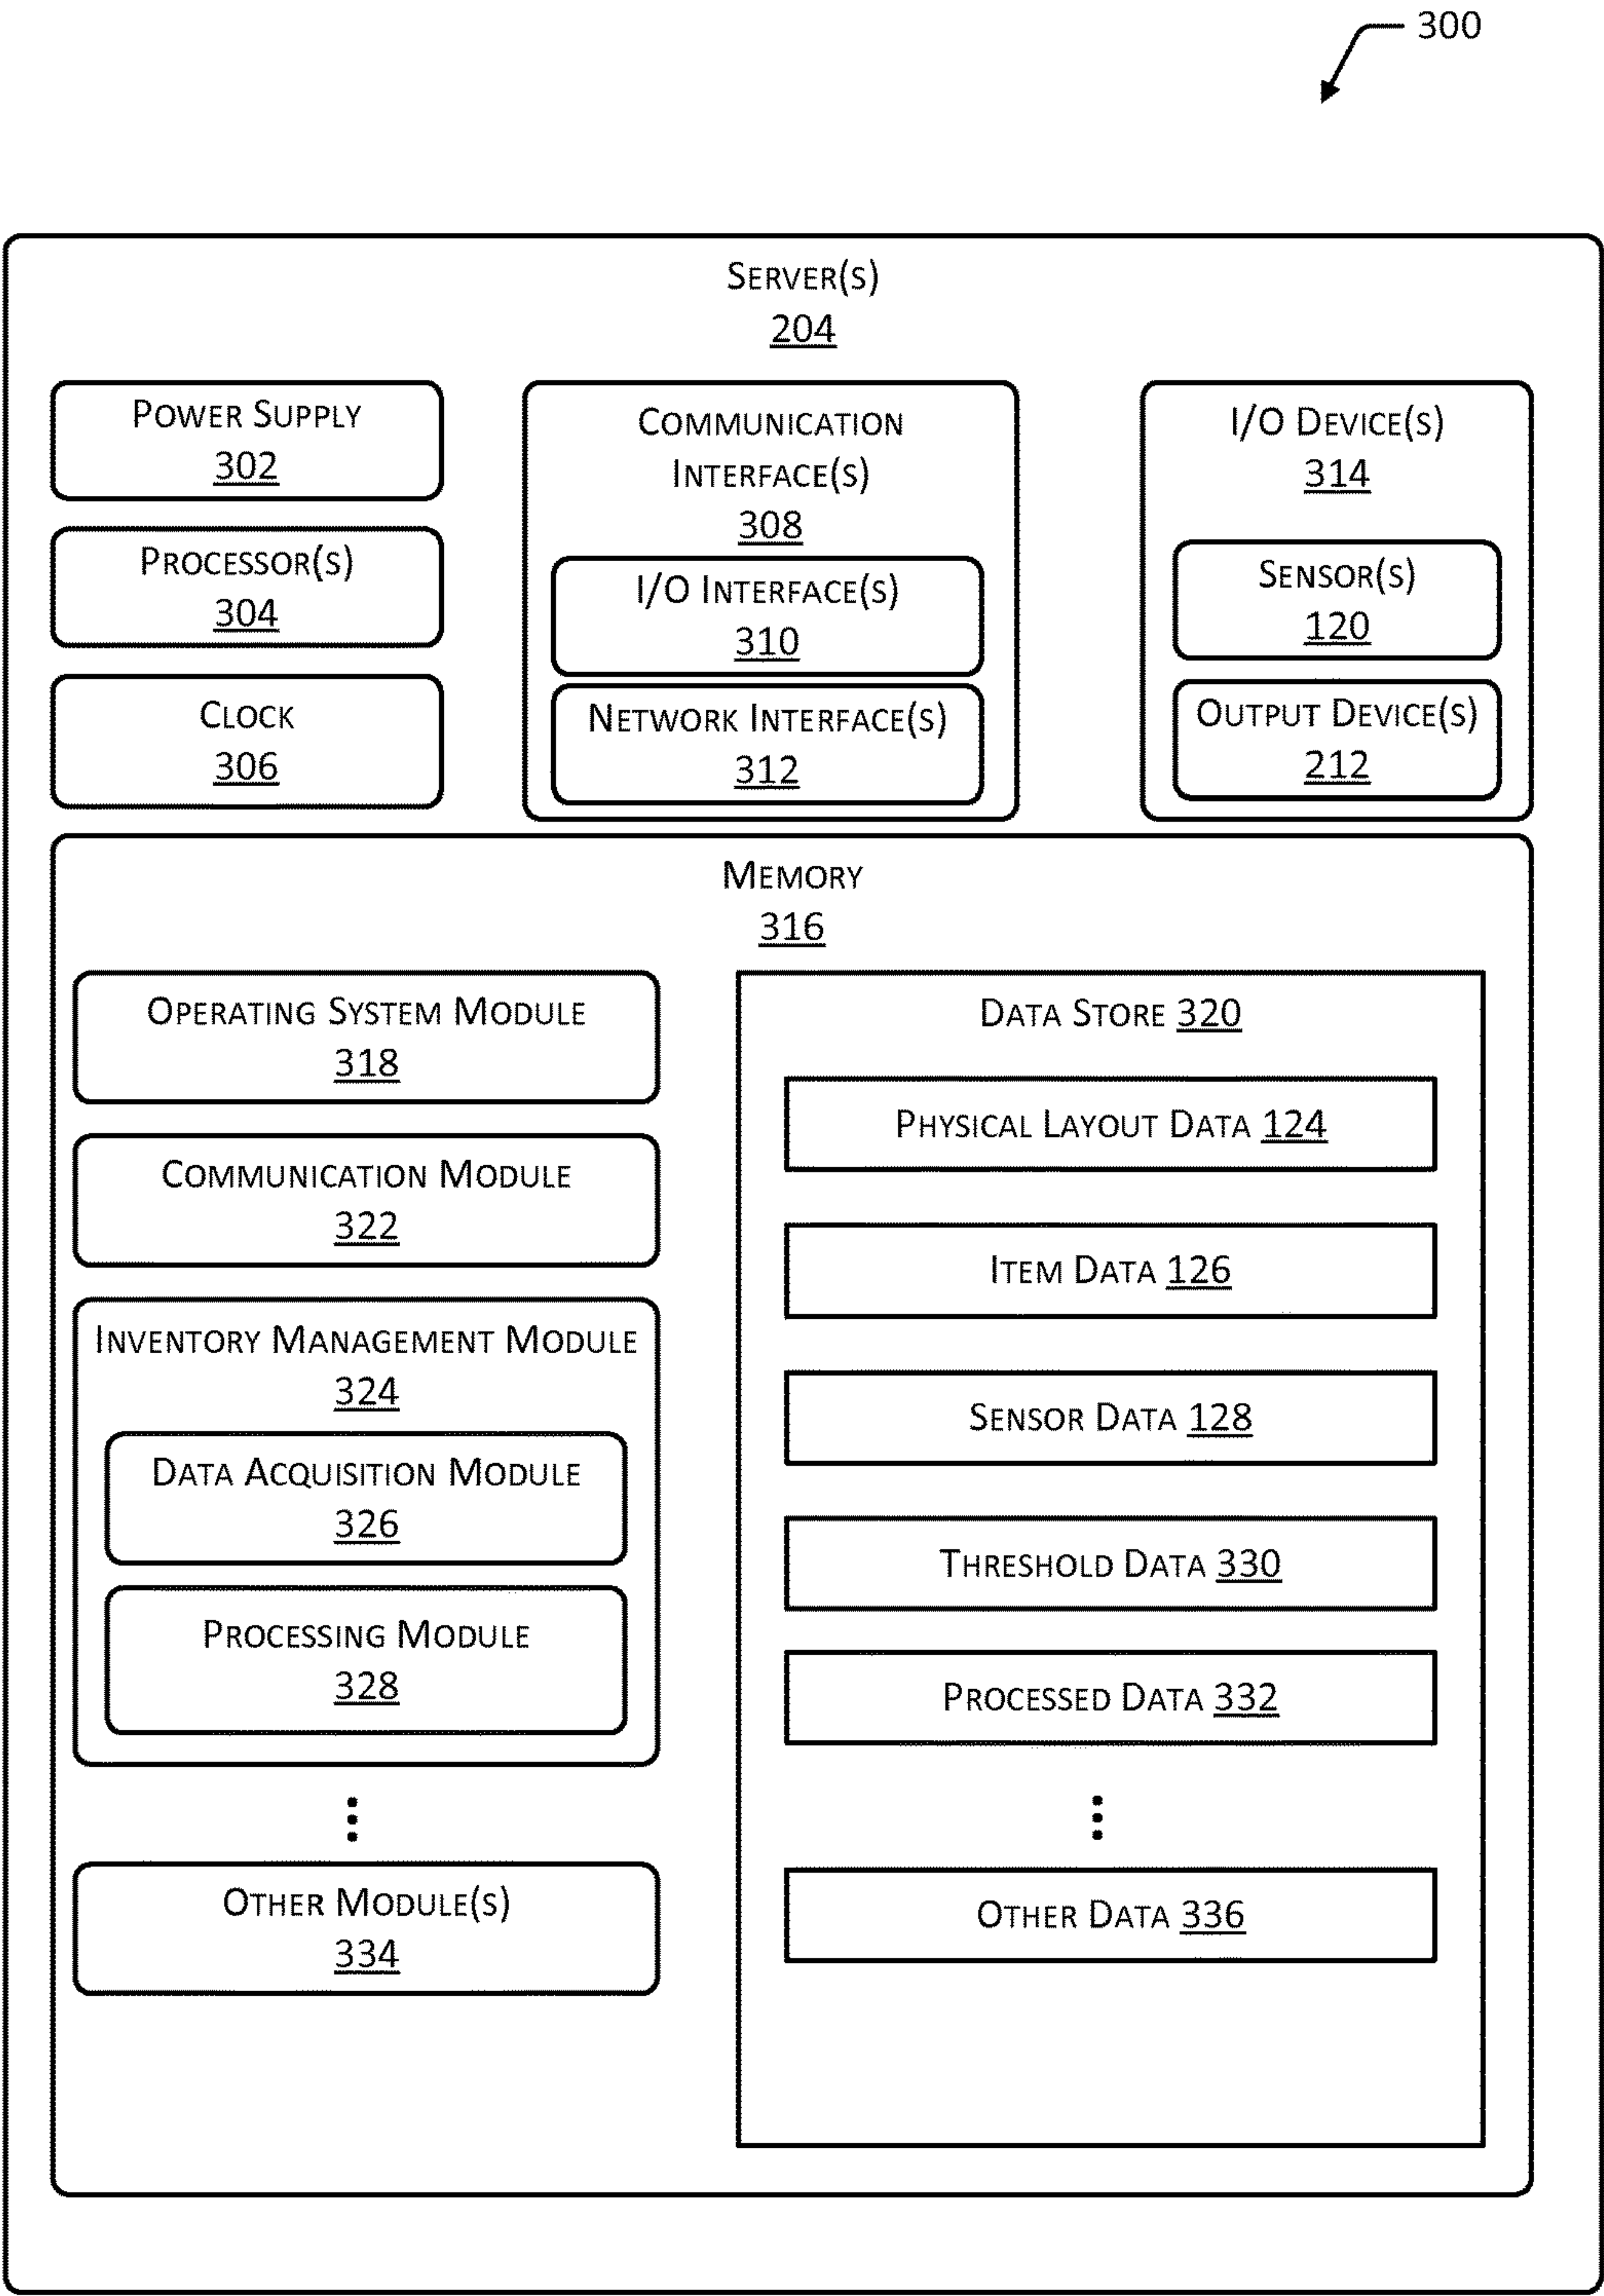 300
SERVER(S)
204
POWER SUPPLY
302
PROCESSOR(S)
304
CLOCK
306
COMMUNICATION
INTERFACE(S)
308
I/O INTERFACE(S)
310
NETWORK INTERFACE(S)
312
I/O DEVICE(S)
314
SENSOR(S)
120
OUTPUT DEVICE(S)
212
MEMORY
316
OPERATING SYSTEM MODULE
318
COMMUNICATION MODULE
322
INVENTORY MANAGEMENT MODULE
324
DATA ACQUISITION MODULE
326
PROCESSING MODULE
328
OTHER MODULE(S)
334
DATA STORE 320
PHYSICAL LAYOUT DATA 124
ITEM DATA 126
SENSOR DATA 128
THRESHOLD DATA 330
PROCESSED DATA 332
OTHER DATA 336